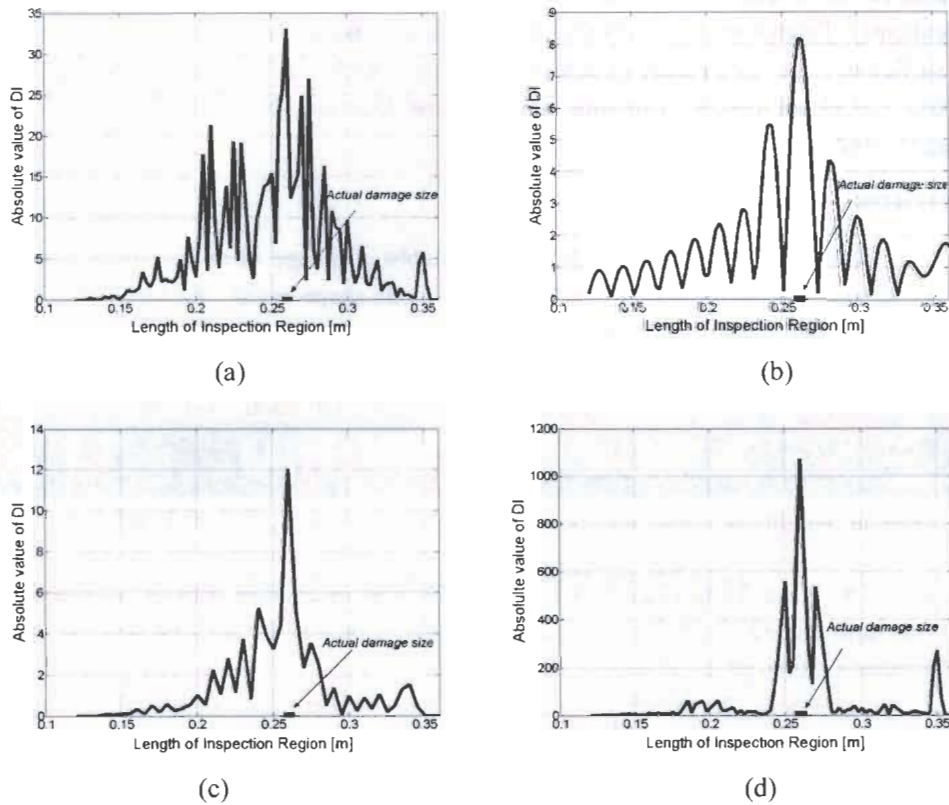 35
30
25
20
15
10
5
0
0.1 0.15 0.2 0.25 0.3 0.35
Absolute value of DI
Length of Inspection Region [m]
Actual damage size
(a)
9
8
7
6
5
4
3
2
1
0
0.1 0.15 0.2 0.25 0.3 0.35
Absolute value of DI
Length of Inspection Region [m]
Actual damage size
(b)
14
12
10
8
6
4
2
0
0.1 0.15 0.2 0.25 0.3 0.35
Absolute value of DI
Length of Inspection Region [m]
Actual damage size
(c)
1200
1000
800
600
400
200
0.1 0.15 0.2 0.25 0.3 0.35
Absolulte value of DI
Length of Inspection Region [m]
Actual damage size
(d)